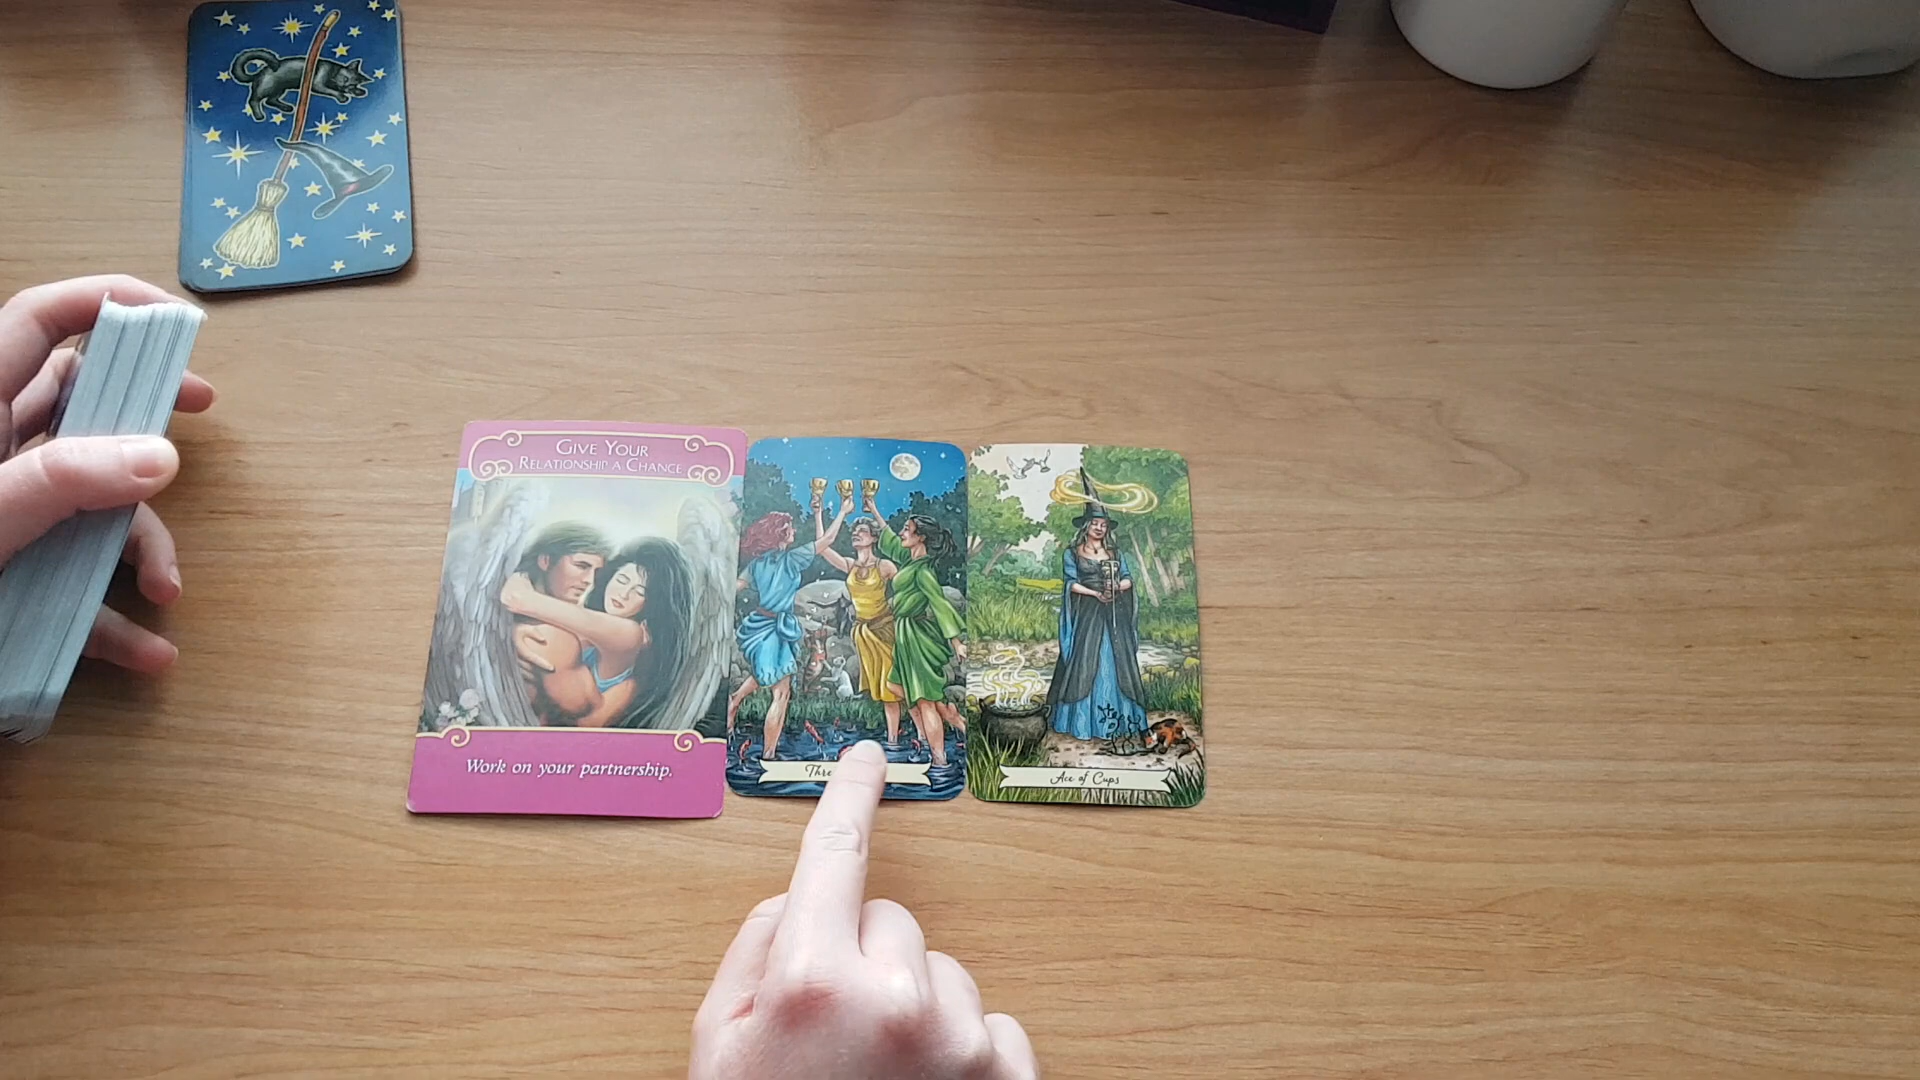 GIVE YOUR
RELATIONSHIP A CHANCE
Work on your partnership.
Ace of Cups